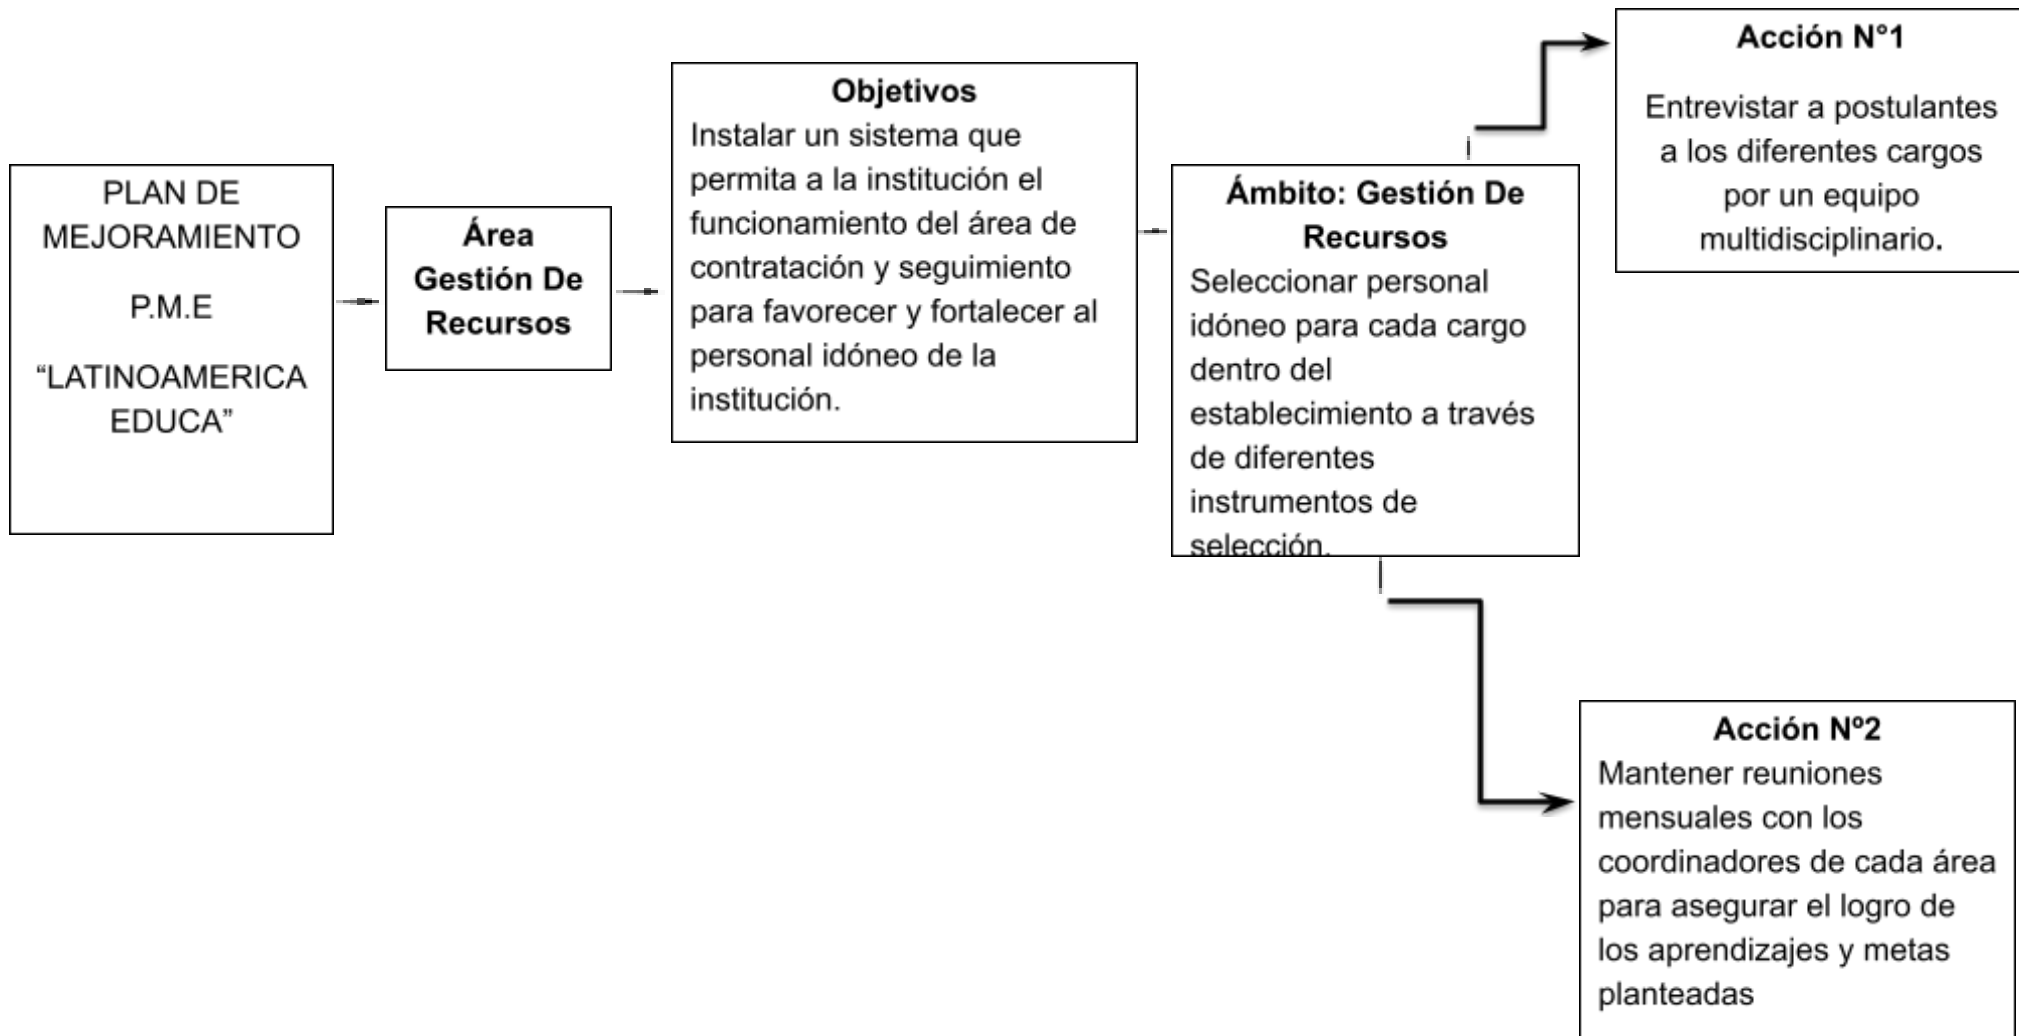 PLAN DE
MEJORAMIENTO
P.M.E
“LATINOAMERICA
EDUCA”
Área
Gestión De
Recursos
Objetivos
Instalar un sistema que
permita a la institución el
funcionamiento del área de
contratación y seguimiento
para favorecer y fortalecer al
personal idóneo de la
institución.
Ámbito: Gestión De
Recursos
Seleccionar personal
idóneo para cada cargo
dentro del
establecimiento a través
de diferentes
instrumentos de
selección.
Acción N°1
Entrevistar a postulantes
a los diferentes cargos
por un equipo
multidisciplinario.
Acción Nº2
Mantener reuniones
mensuales con los
coordinadores de cada área
para asegurar el logro de
los aprendizajes y metas
planteadas